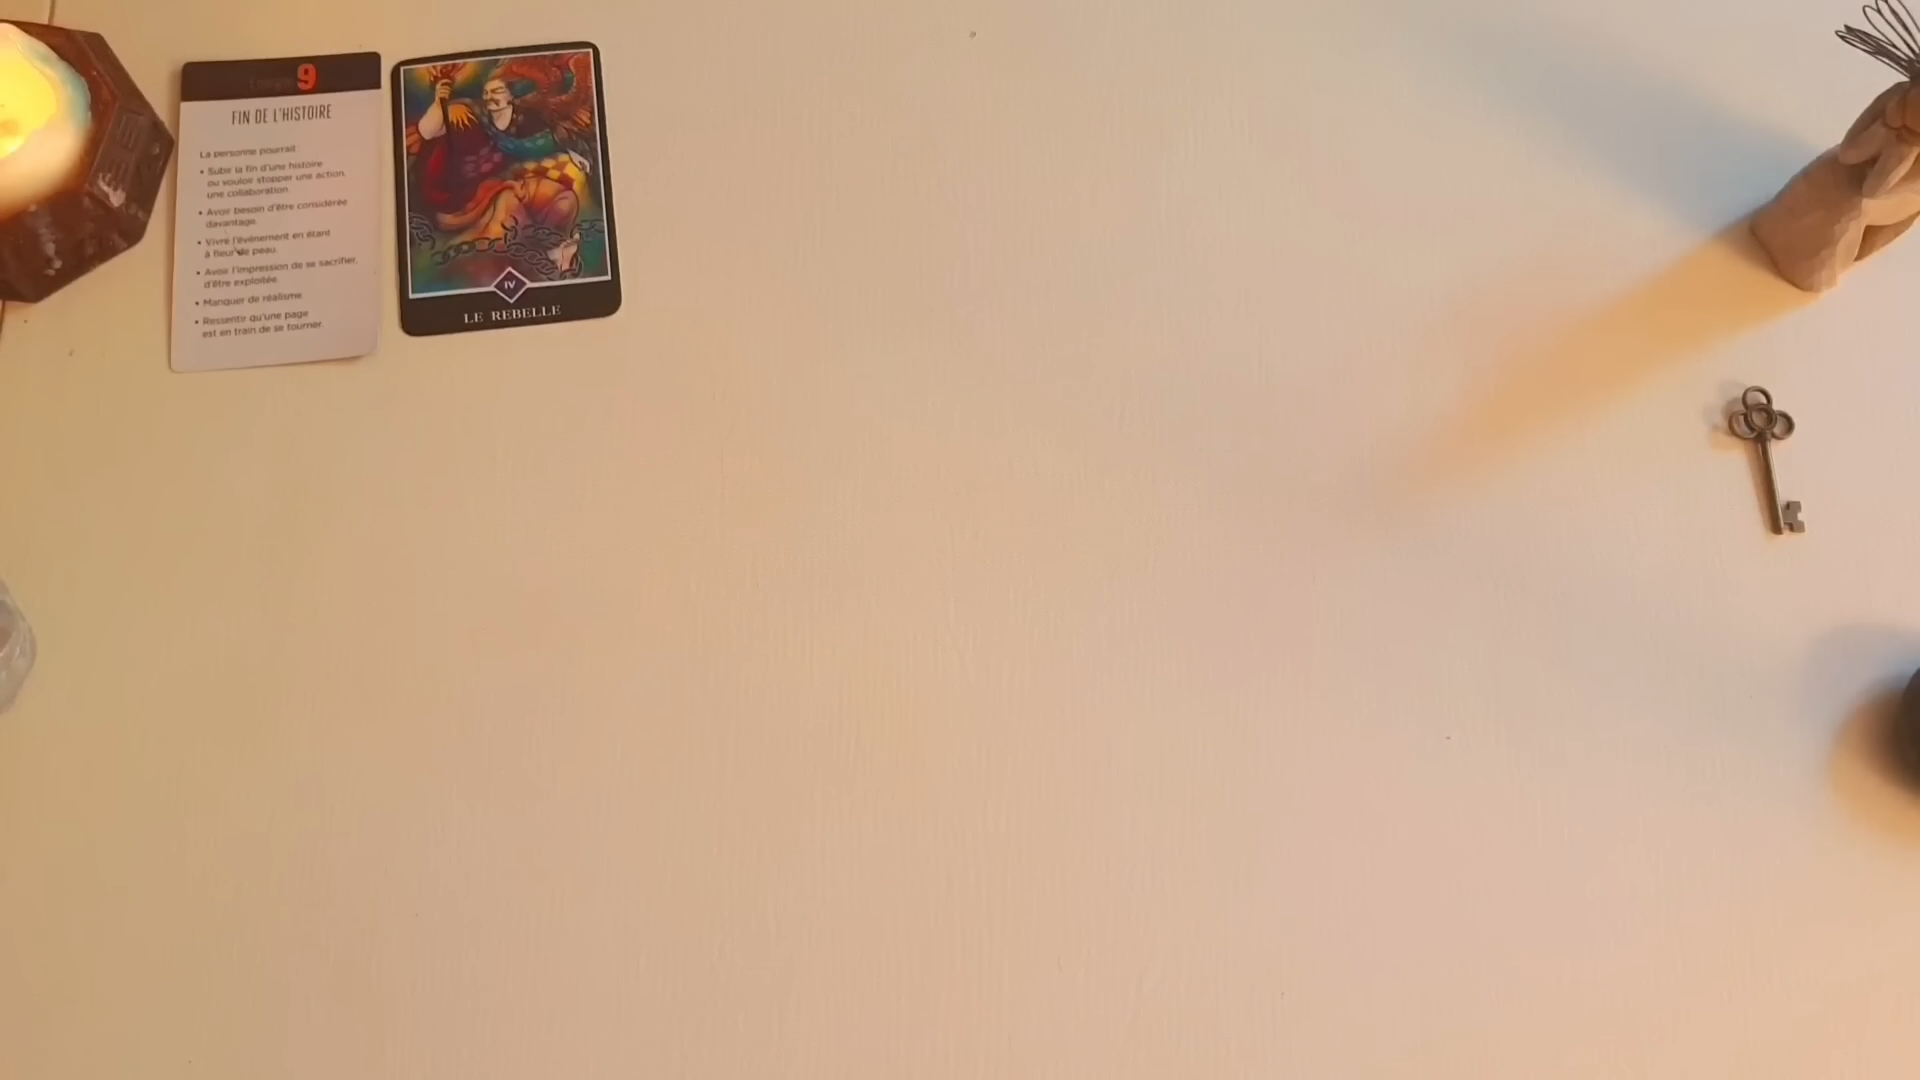 9
FIN DE L'HISTOIRE
La personne pourrait:
• Subir la fin d'une histoire
ou vouloir stopper une action,
une collaboration.
• Avoir besoin d'être considérée
davantage.
• Vivre l'événement en étant
à fleur de peau.
• Avoir l'impression de se sacrifier,
d'être exploitée.
• Manquer de réalisme.
• Ressentir qu'une page
est en train de se tourner.
IV
LE REBELLE